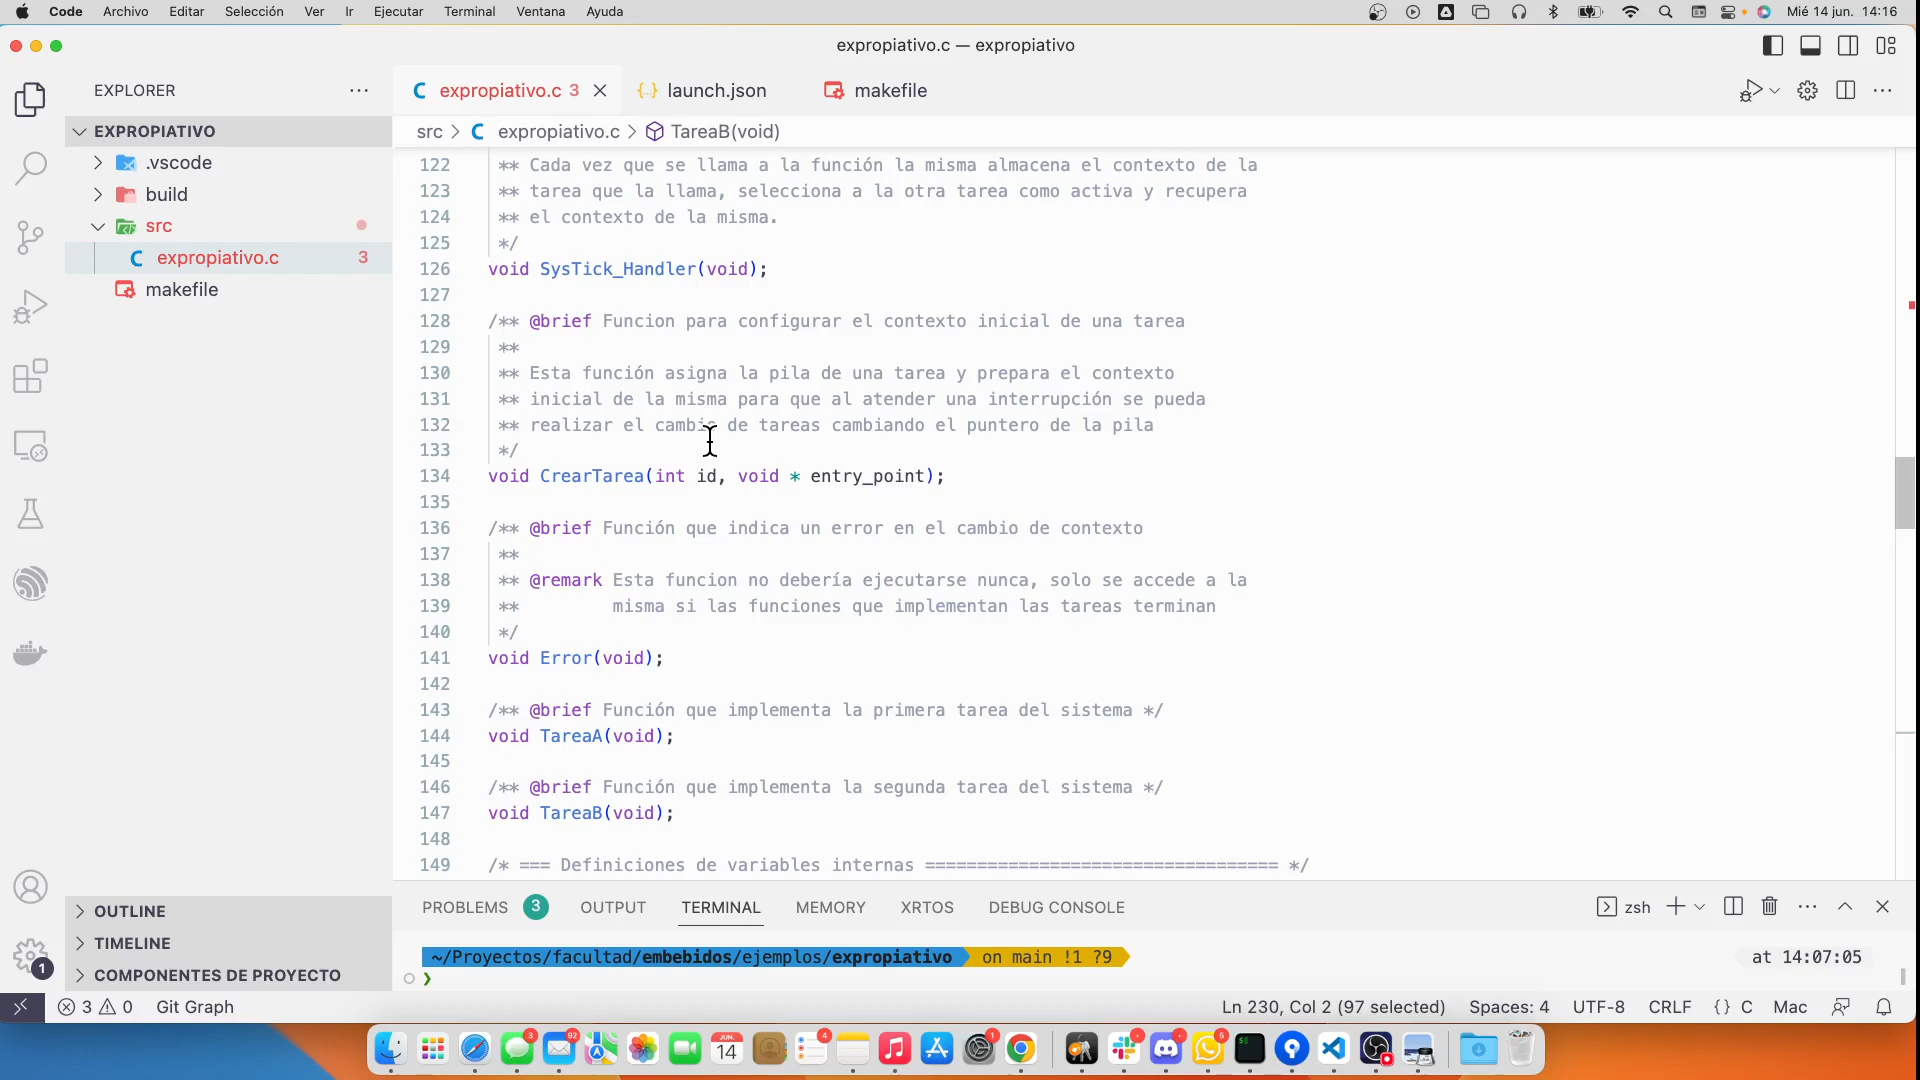 Code Archivo Editar Selección Ver Ir Ejecutar Terminal Ventana Ayuda Mié 14 jun. 14:16
expropiativo.c — expropiativo
EXPLORER ···
expropiativo.c 3
launch.json
makefile
src > C expropiativo.c > TareaB(void)
EXPROPIATIVO
.vscode
build
src
C expropiativo.c 3
makefile
122 ** Cada vez que se llama a la función la misma almacena el contexto de la
123 ** tarea que la llama, selecciona a la otra tarea como activa y recupera
124 ** el contexto de la misma.
125 */
126 void SysTick_Handler(void);
127
128 /** @brief Funcion para configurar el contexto inicial de una tarea
129 **
130 ** Esta función asigna la pila de una tarea y prepara el contexto
131 ** inicial de la misma para que al atender una interrupción se pueda
132 ** realizar el cambio de tareas cambiando el puntero de la pila
133 */
134 void CrearTarea(int id, void * entry_point);
135
136 /** @brief Función que indica un error en el cambio de contexto
137 **
138 ** @remark Esta funcion no debería ejecutarse nunca, solo se accede a la
139 ** misma si las funciones que implementan las tareas terminan
140 */
141 void Error(void);
142
143 /** @brief Función que implementa la primera tarea del sistema */
144 void TareaA(void);
145
146 /** @brief Función que implementa la segunda tarea del sistema */
147 void TareaB(void);
148
149 /* === Definiciones de variables internas ================================== */
OUTLINE
TIMELINE
COMPONENTES DE PROYECTO
PROBLEMS 3 OUTPUT TERMINAL MEMORY XRTOS DEBUG CONSOLE zsh
~/Proyectos/facultad/embebidos/ejemplos/expropiativo on main !1 ?9 at 14:07:05
❯
1
3 0 Git Graph Ln 230, Col 2 (97 selected) Spaces: 4 UTF-8 CRLF {} C Mac
3 92 JUN. 14 4 1 5